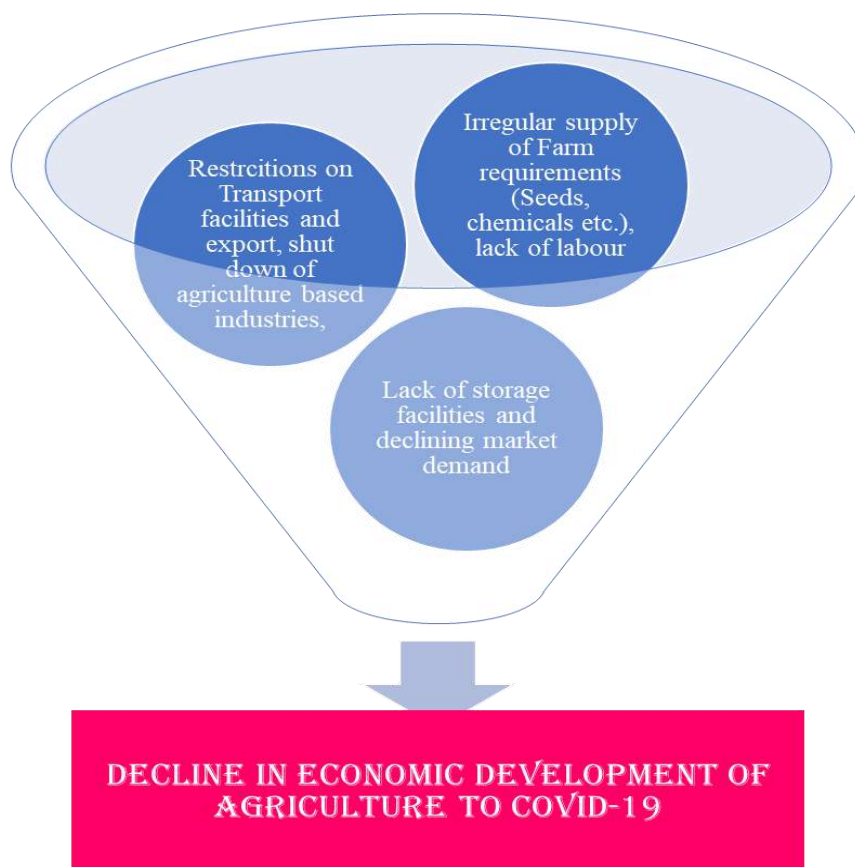 Restrcitions on
Transport
facilities and
export, shut
down of
agriculture based
industries,
Irregular supply
of Farm
requirements
(Seeds,
chemicals etc.),
lack of labour
Lack of storage
facilities and
declining market
demand
DECLINE IN ECONOMIC DEVELOPMENT OF
AGRICULTURE TO COVID-19